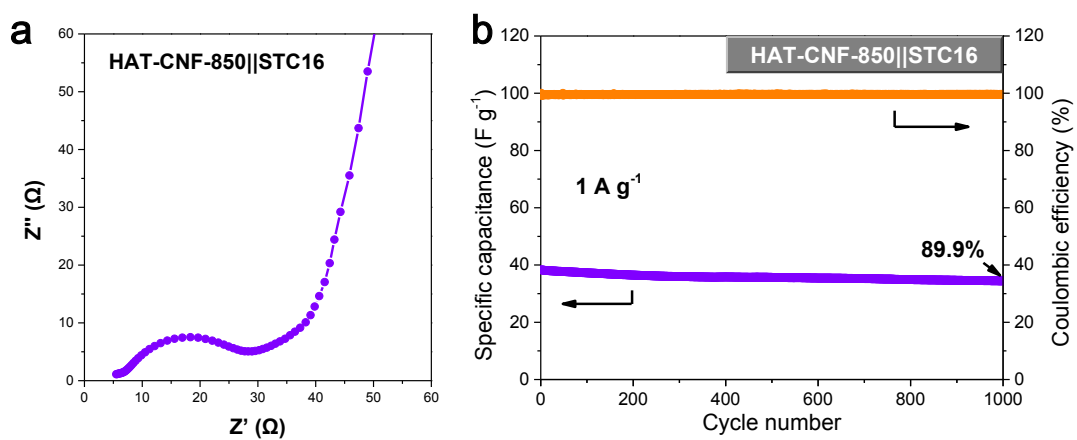 a
HAT-CNF-850||STC16
Z'' (Ω)
60
50
40
30
20
10
0
0 10 20 30 40 50 60
Z' (Ω)
b
HAT-CNF-850||STC16
Specific capacitance (F g⁻¹)
120
100
80
60
40
20
0
1 A g⁻¹
89.9%
120
100
80
60
40
20
0
Coulombic efficiency (%)
0 200 400 600 800 1000
Cycle number